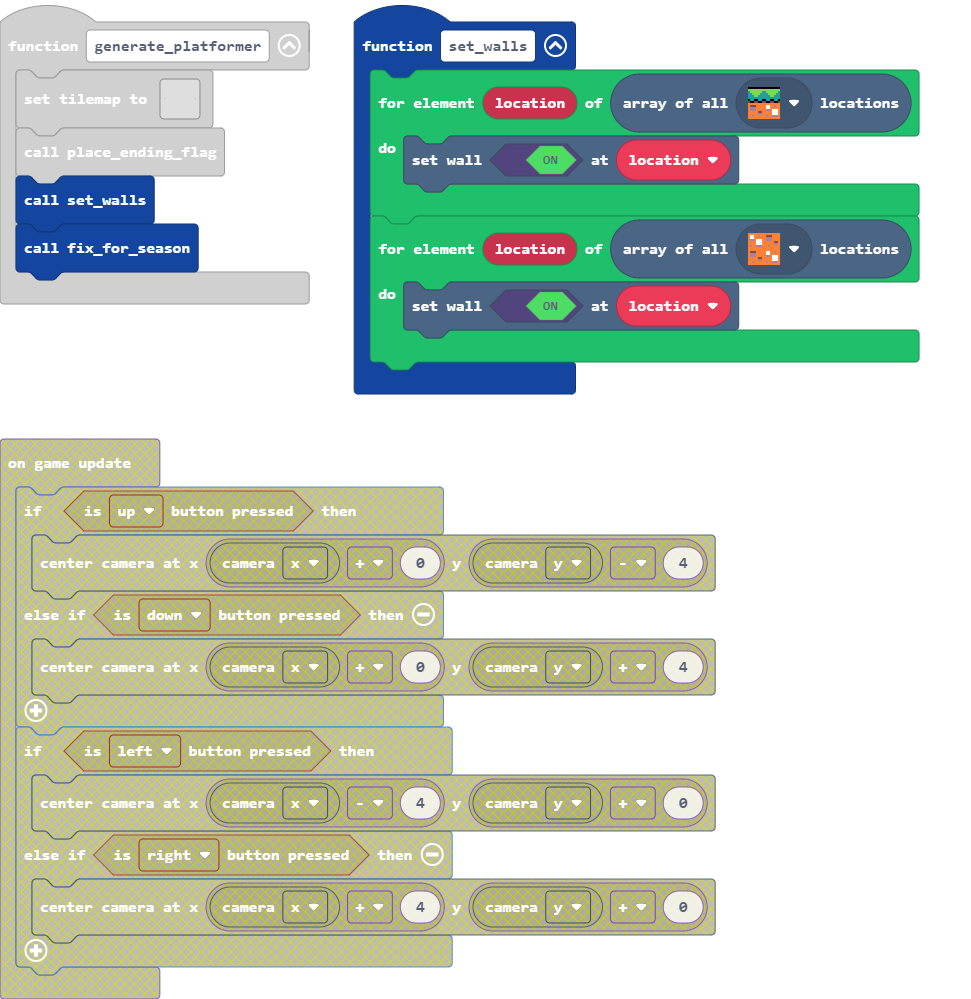 function generate_platformer
set tilemap to
call place_ending_flag
call set_walls
call fix_for_season
function set_walls
for element location of array of all locations
do set wall ON at location
for element location of array of all locations
do set wall ON at location
on game update
if is up button pressed then
center camera at x camera x + 0 y camera y - 4
else if is down button pressed then
center camera at x camera x + 0 y camera y + 4
if is left button pressed then
center camera at x camera x - 4 y camera y + 0
else if is right button pressed then
center camera at x camera x + 4 y camera y + 0